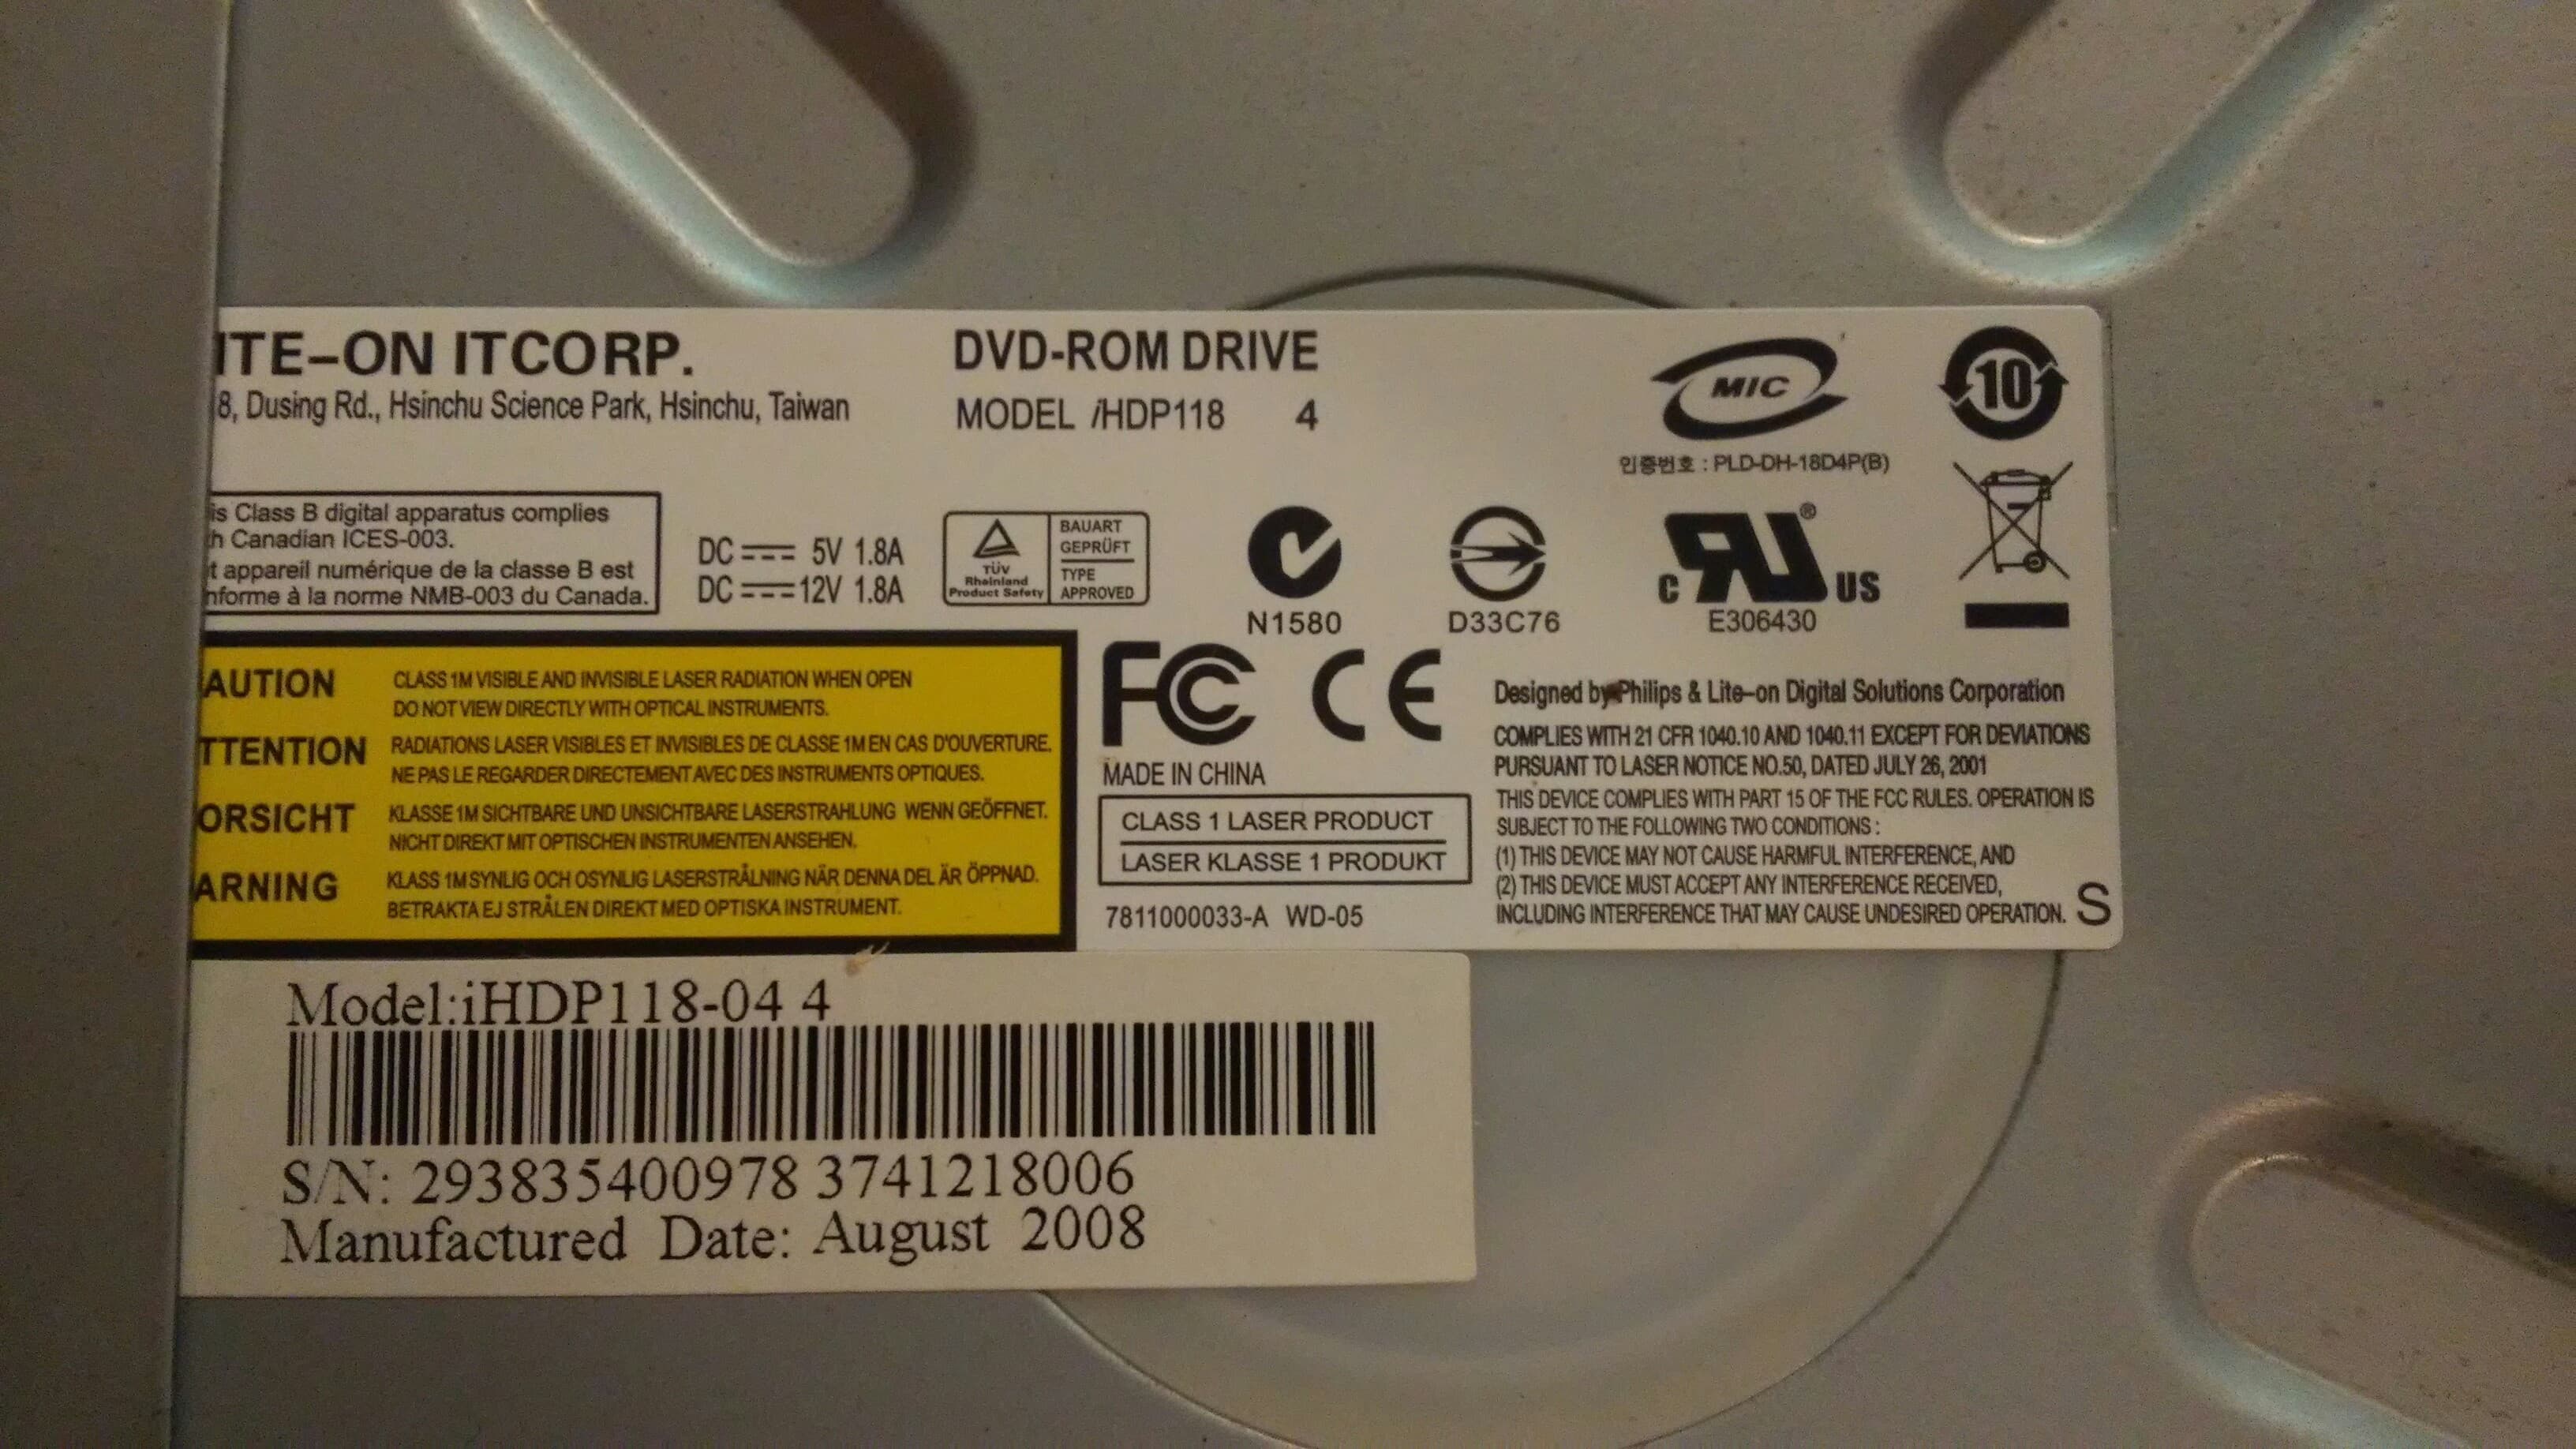 ITE-ON ITCORP.
8, Dusing Rd., Hsinchu Science Park, Hsinchu, Taiwan
DVD-ROM DRIVE
MODEL iHDP118 4
MIC
인증번호 : PLD-DH-18D4P(B)
10
is Class B digital apparatus complies
h Canadian ICES-003.
t appareil numérique de la classe B est
nforme à la norme NMB-003 du Canada.
DC 5V 1.8A
DC 12V 1.8A
TÜV
Rheinland
Product Safety
BAUART
GEPRÜFT
TYPE
APPROVED
N1580
D33C76
c RU ® US
E306430
AUTION CLASS 1M VISIBLE AND INVISIBLE LASER RADIATION WHEN OPEN
DO NOT VIEW DIRECTLY WITH OPTICAL INSTRUMENTS.
TTENTION RADIATIONS LASER VISIBLES ET INVISIBLES DE CLASSE 1M EN CAS D'OUVERTURE.
NE PAS LE REGARDER DIRECTEMENT AVEC DES INSTRUMENTS OPTIQUES.
ORSICHT KLASSE 1M SICHTBARE UND UNSICHTBARE LASERSTRAHLUNG WENN GEÖFFNET.
NICHT DIREKT MIT OPTISCHEN INSTRUMENTEN ANSEHEN.
ARNING KLASS 1M SYNLIG OCH OSYNLIG LASERSTRÅLNING NÄR DENNA DEL ÄR ÖPPNAD.
BETRAKTA EJ STRÅLEN DIREKT MED OPTISKA INSTRUMENT.
FC CE
MADE IN CHINA
CLASS 1 LASER PRODUCT
LASER KLASSE 1 PRODUKT
7811000033-A WD-05
Designed by Philips & Lite-on Digital Solutions Corporation
COMPLIES WITH 21 CFR 1040.10 AND 1040.11 EXCEPT FOR DEVIATIONS
PURSUANT TO LASER NOTICE NO.50, DATED JULY 26, 2001
THIS DEVICE COMPLIES WITH PART 15 OF THE FCC RULES. OPERATION IS
SUBJECT TO THE FOLLOWING TWO CONDITIONS :
(1) THIS DEVICE MAY NOT CAUSE HARMFUL INTERFERENCE, AND
(2) THIS DEVICE MUST ACCEPT ANY INTERFERENCE RECEIVED,
INCLUDING INTERFERENCE THAT MAY CAUSE UNDESIRED OPERATION. S
Model:iHDP118-04 4
S/N: 293835400978 3741218006
Manufactured Date: August 2008